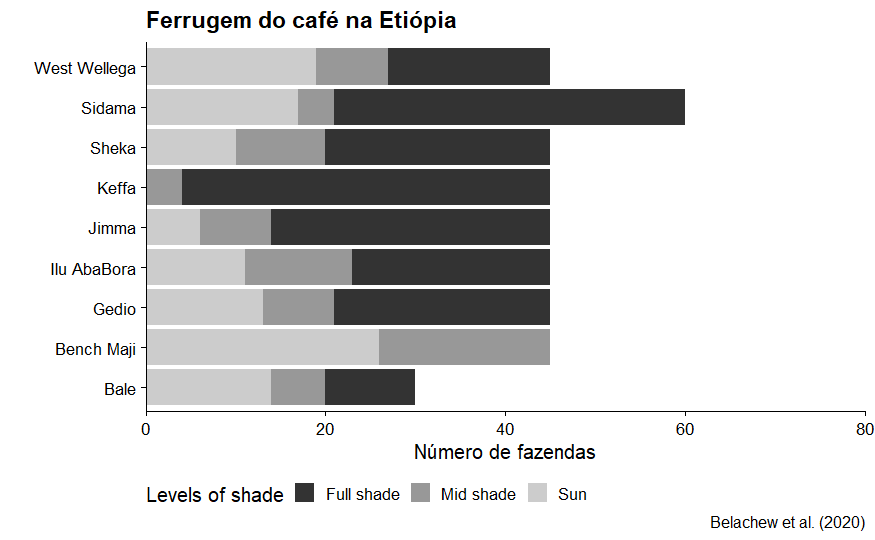 Ferrugem do café na Etiópia
West Wellega
Sidama
Sheka
Keffa
Jimma
Ilu AbaBora
Gedio
Bench Maji
Bale
0 20 40 60 80
Número de fazendas
Levels of shade Full shade Mid shade Sun
Belachew et al. (2020)